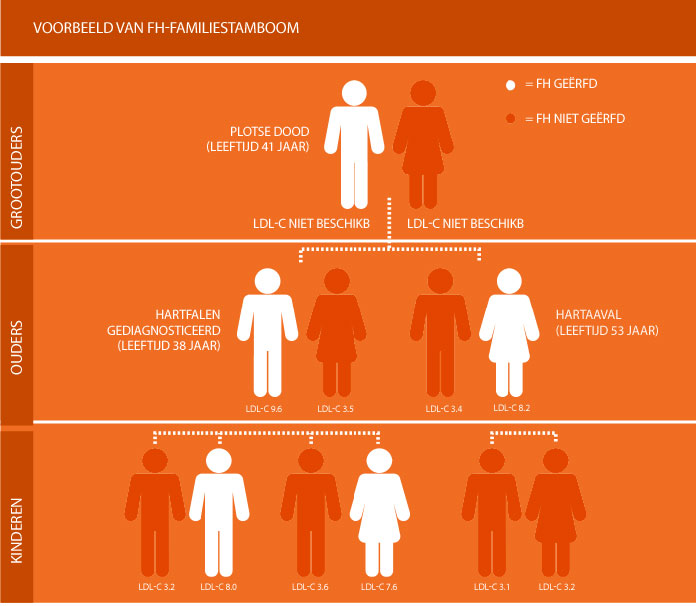 VOORBEELD VAN FH-FAMILIESTAMBOOM
= FH GEËRFD
= FH NIET GEËRFD
GROOTOUDERS
PLOTSE DOOD
(LEEFTIJD 41 JAAR)
LDL-C NIET BESCHIKB
LDL-C NIET BESCHIKB
OUDERS
HARTFALEN
GEDIAGNOSTICEERD
(LEEFTIJD 38 JAAR)
HARTAAVAL
(LEEFTIJD 53 JAAR)
LDL-C 9.6
LDL-C 3.5
LDL-C 3.4
LDL-C 8.2
KINDEREN
LDL-C 3.2
LDL-C 8.0
LDL-C 3.6
LDL-C 7.6
LDL-C 3.1
LDL-C 3.2